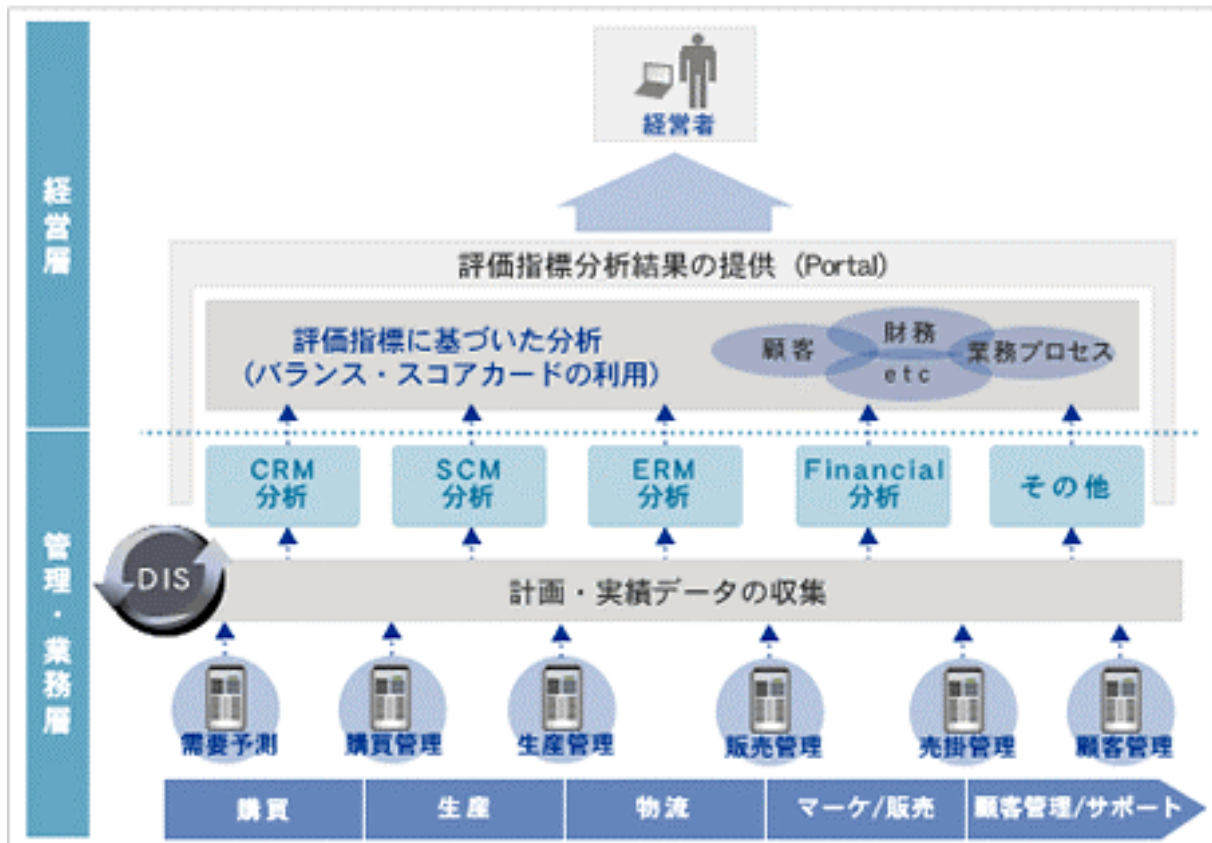 経営者
経営層
評価指標分析結果の提供 (Portal)
評価指標に基づいた分析
(バランス・スコアカードの利用)
顧客
財務
業務プロセス
etc
CRM
分析
SCM
分析
ERM
分析
Financial
分析
その他
管理・業務層
DIS
計画・実績データの収集
需要予測
購買管理
生産管理
販売管理
売掛管理
顧客管理
購買
生産
物流
マーケ/販売
顧客管理/サポート